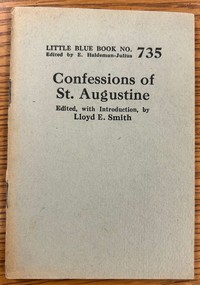 LITTLE BLUE BOOK NO. 735
Edited by E. Haldeman-Julius
Confessions of
St. Augustine
Edited, with Introduction, by
Lloyd E. Smith